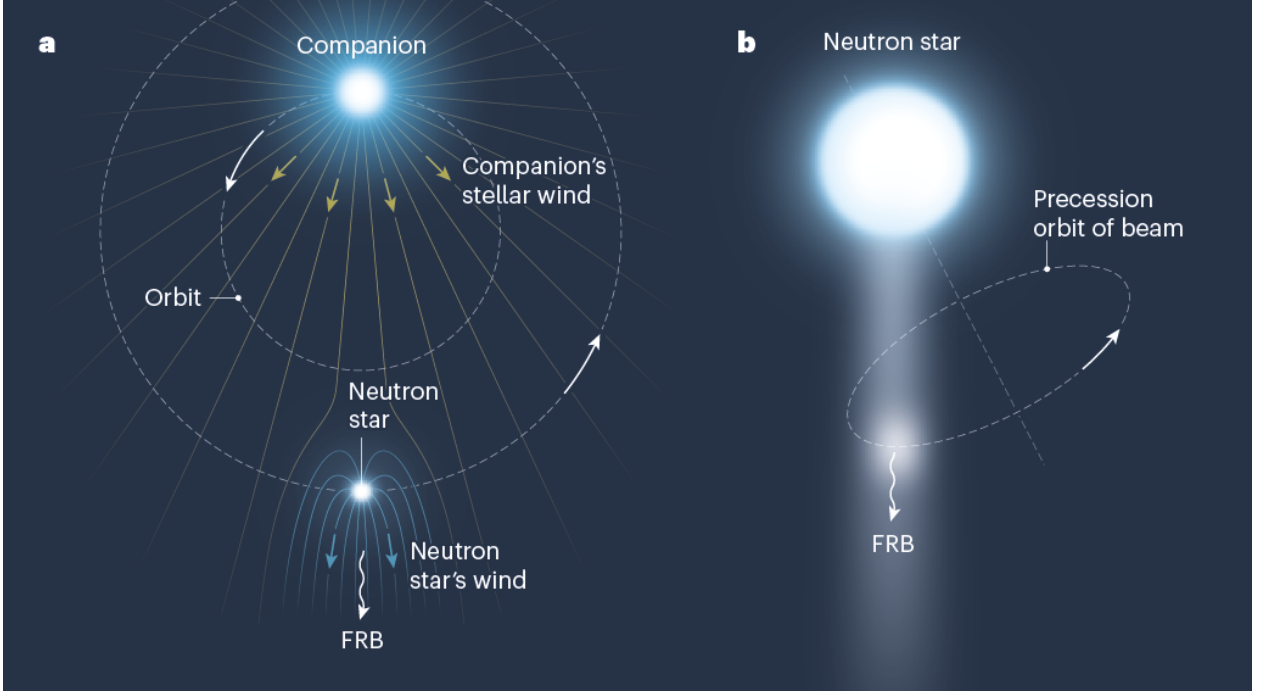 a
Companion
Companion’s
stellar wind
Orbit
Neutron
star
Neutron
star’s wind
FRB
b
Neutron star
Precession
orbit of beam
FRB